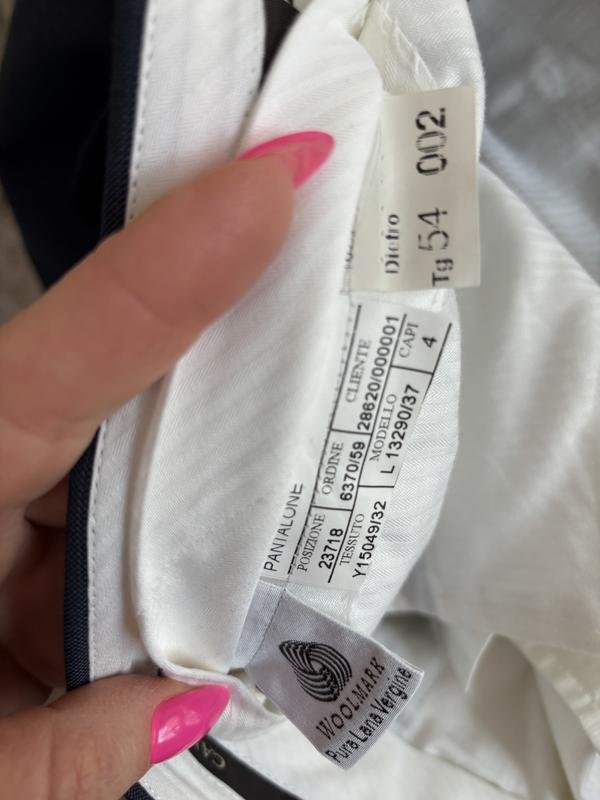 002
Dietro
Tg 54
PANTALONE
POSIZIONE ORDINE CLIENTE
23718 6370/59 28620/000001
TESSUTO MODELLO CAPI
Y15049/32 L 13290/37 4
WOOLMARK
Pura Lana Vergine